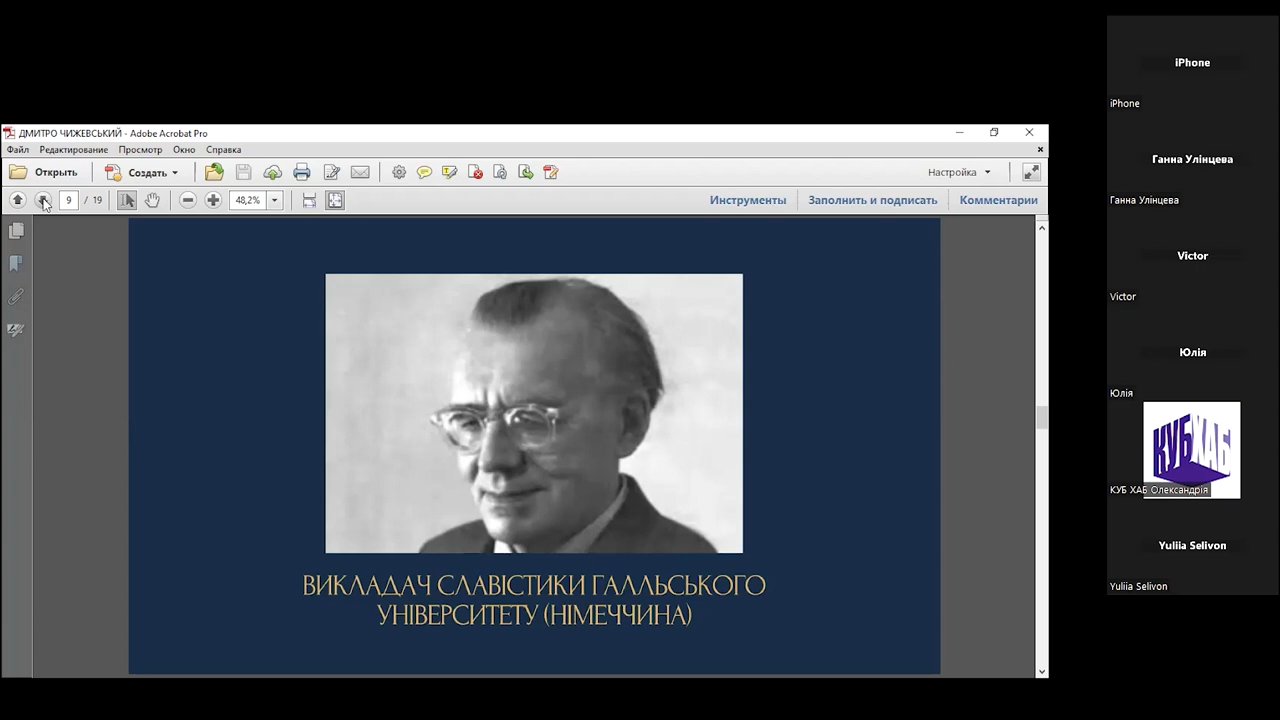 ДМИТРО ЧИЖЕВСЬКИЙ - Adobe Acrobat Pro
Файл Редактирование Просмотр Окно Справка
Открыть Создать Настройка
9 / 19 48,2% Инструменты Заполнить и подписать Комментарии
ВИКЛАДАЧ СЛАВІСТИКИ ГАЛЛЬСЬКОГО
УНІВЕРСИТЕТУ (НІМЕЧЧИНА)
iPhone
iPhone
Ганна Улінцева
Ганна Улінцева
Victor
Victor
Юлія
Юлія
КУБ ХАБ
КУБ ХАБ Олександрія
Yuliia Selivon
Yuliia Selivon